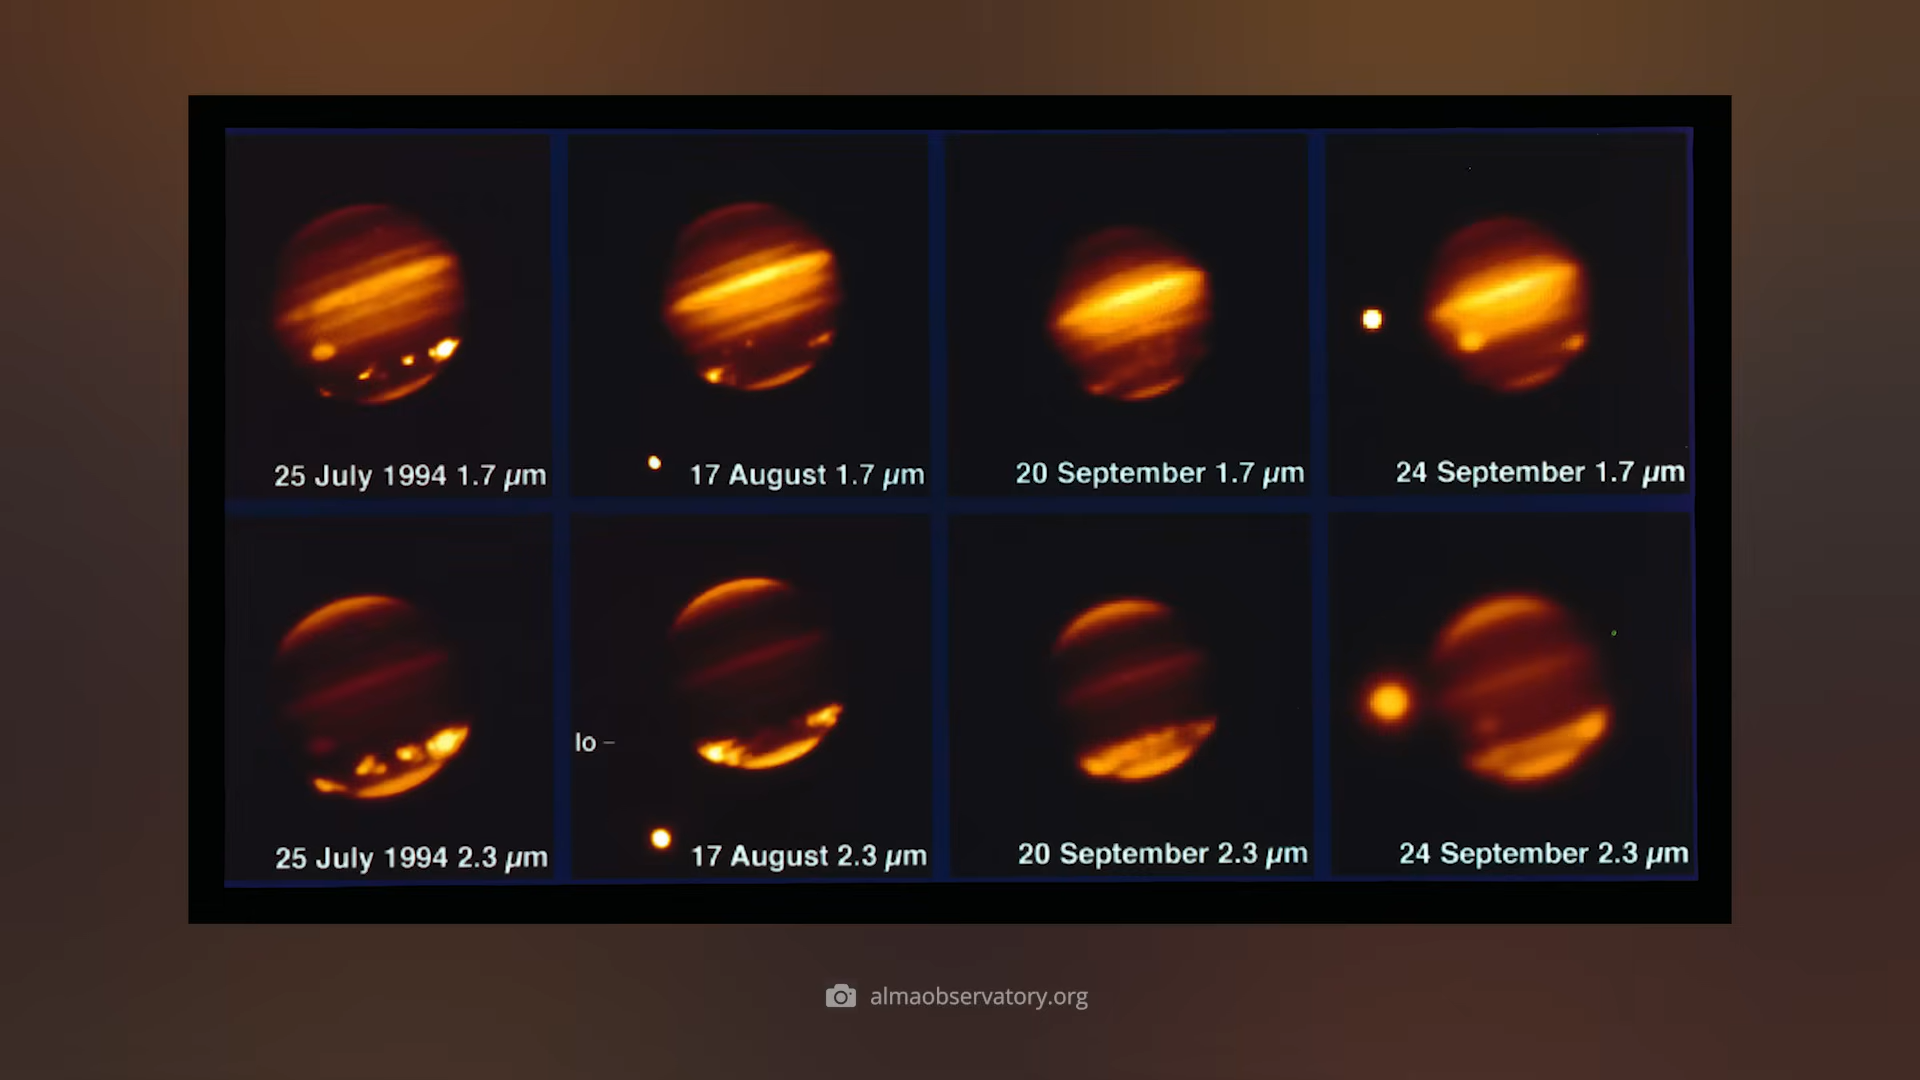 25 July 1994 1.7 µm
17 August 1.7 µm
20 September 1.7 µm
24 September 1.7 µm
Io –
25 July 1994 2.3 µm
17 August 2.3 µm
20 September 2.3 µm
24 September 2.3 µm
almaobservatory.org